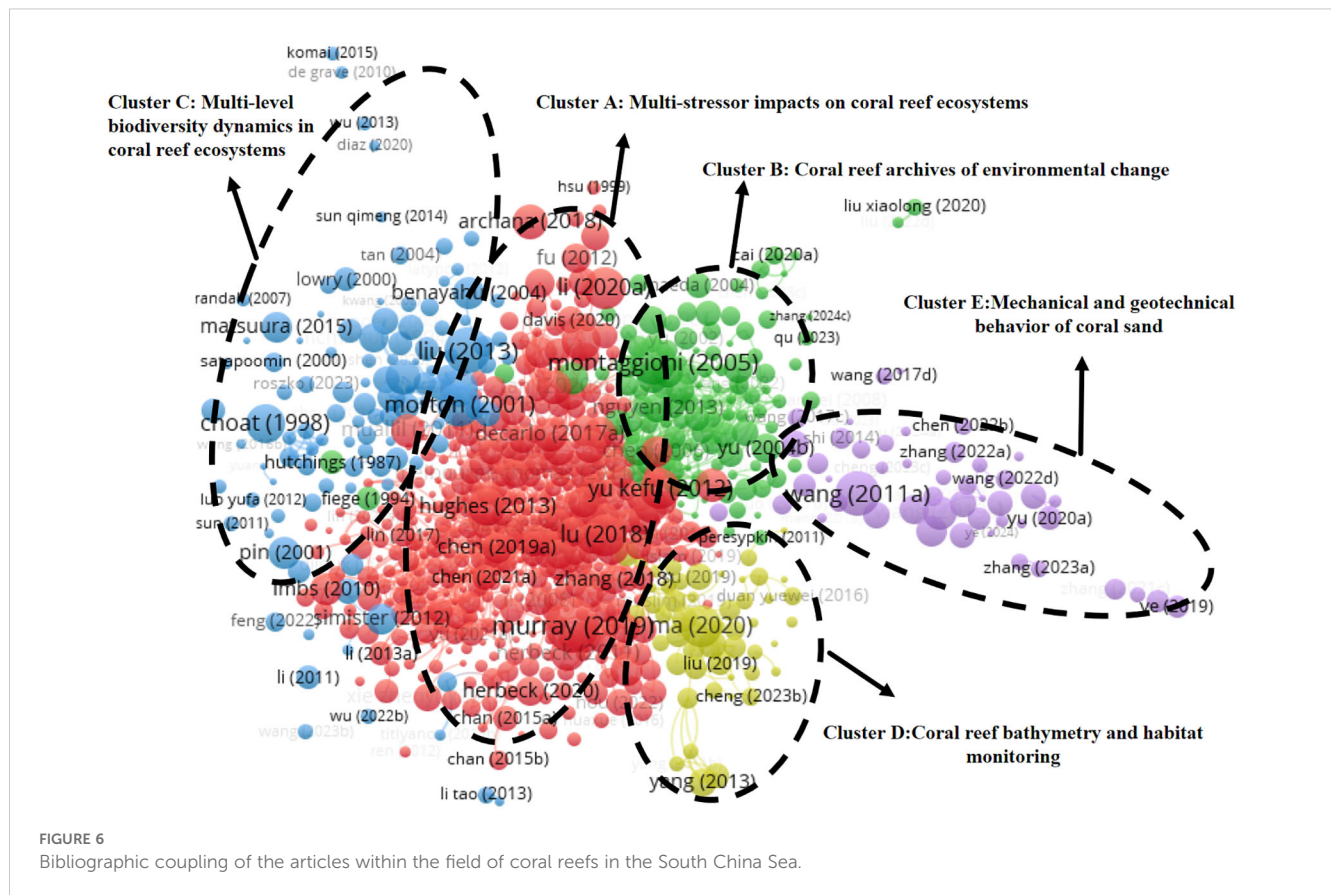 komai (2015)
de grave (2010)
Cluster C: Multi-level
biodiversity dynamics in
coral reef ecosystems
Cluster A: Multi-stressor impacts on coral reef ecosystems
wu (2013)
diaz (2020)
Cluster B: Coral reef archives of environmental change
hsu (1999)
liu xiaolong (2020)
sun qimeng (2014)
archana (2018)
tan (2004)
fu (2012)
cai (2020a)
lowry (2000)
benayahu (2004)
li (2020a)
maeda (2004)
Cluster E:Mechanical and geotechnical
behavior of coral sand
randall (2007)
matsuura (2015)
davis (2020)
zhang (2024c)
qu (2023)
liu (2013)
montaggioni (2005)
sarapoomin (2000)
roszko (2023)
wang (2017d)
morton (2001)
nguyen (2013)
choat (1998)
decarlo (2017a)
wang (2017c)
shi (2014)
chen (2022b)
yu (2004b)
zhang (2022a)
hutchings (1987)
wang (2022d)
luo yufa (2012)
fiege (1994)
hughes (2013)
yu kefu (2012)
wang (2011a)
yu (2020a)
sun (2011)
lin (2017)
lu (2018)
peresypkin (2011)
ye (2024)
pin (2001)
chen (2019a)
zhang (2023a)
imbs (2010)
chen (2021a)
zhang (2018)
duan yuewei (2016)
ye (2019)
feng (2022)
simister (2012)
murray (2019)
ma (2020)
li (2013a)
liu (2019)
li (2011)
herbeck (2020)
cheng (2023b)
wu (2022b)
chan (2015a)
wang (2023b)
Cluster D:Coral reef bathymetry and habitat
monitoring
chan (2015b)
yang (2013)
li tao (2013)
FIGURE 6
Bibliographic coupling of the articles within the field of coral reefs in the South China Sea.